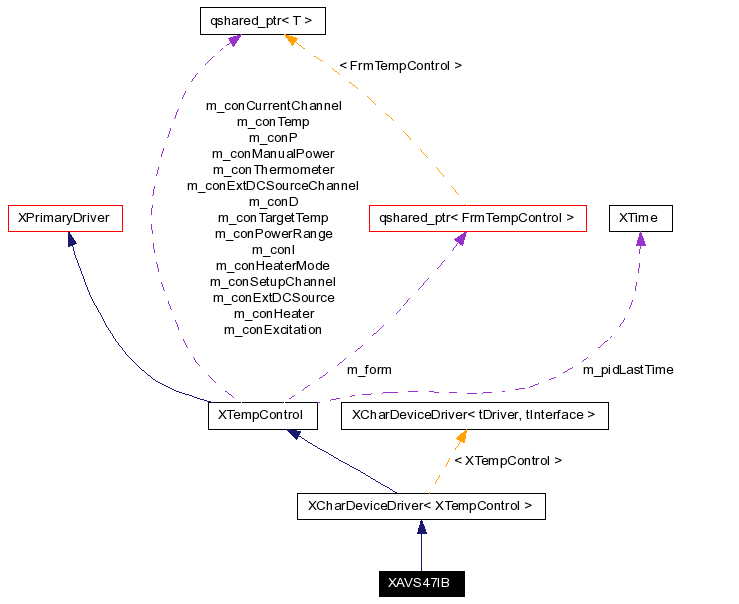 qshared_ptr< T >
< FrmTempControl >
m_conCurrentChannel
m_conTemp
m_conP
m_conManualPower
m_conThermometer
m_conExtDCSourceChannel
m_conD
m_conTargetTemp
m_conPowerRange
m_conI
m_conHeaterMode
m_conSetupChannel
m_conExtDCSource
m_conHeater
m_conExcitation
XPrimaryDriver
qshared_ptr< FrmTempControl >
XTime
m_form
m_pidLastTime
XTempControl
XCharDeviceDriver< tDriver, tInterface >
< XTempControl >
XCharDeviceDriver< XTempControl >
XAVS47IB